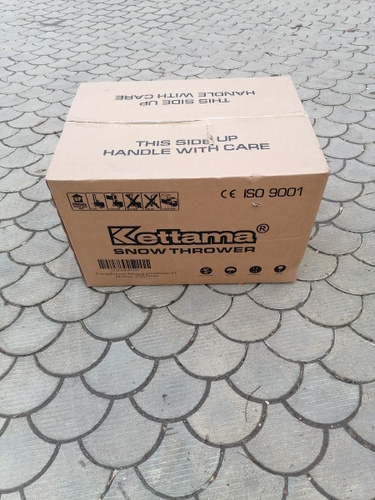 HANDLE WITH CARE
THIS SIDE UP
THIS SIDE UP
HANDLE WITH CARE
CE ISO 9001
Kettama®
SNOW THROWER